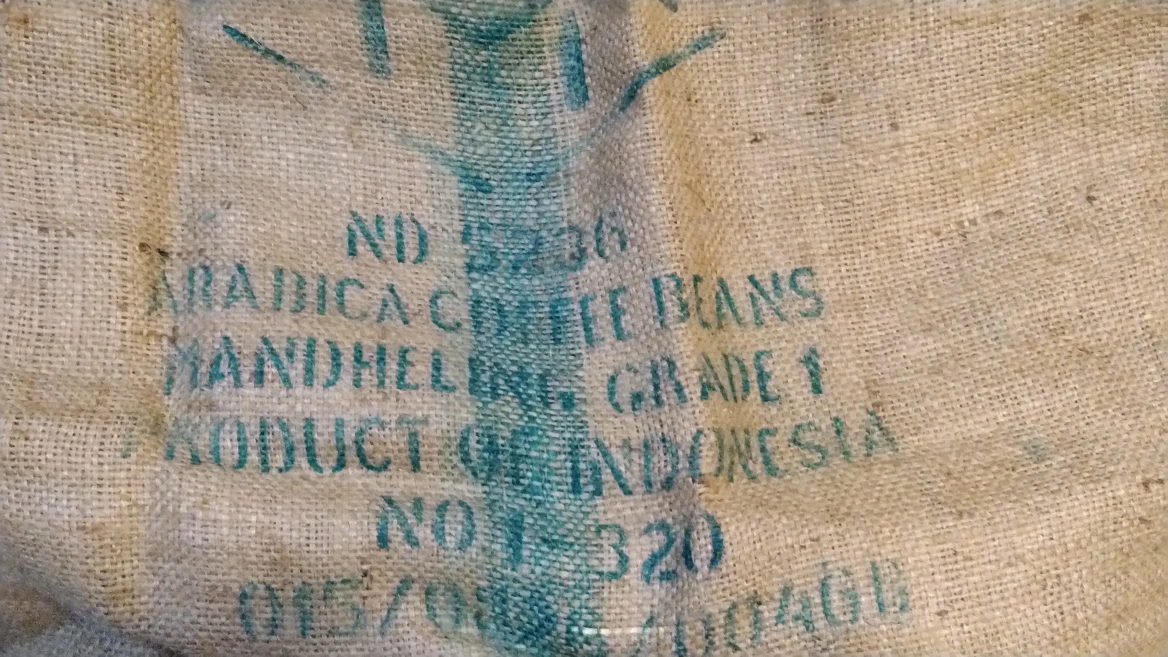 ND
ARABICA COFFEE BEANS
MANDHELING GRADE 1
PRODUCT OF INDONESIA
NO 1-320